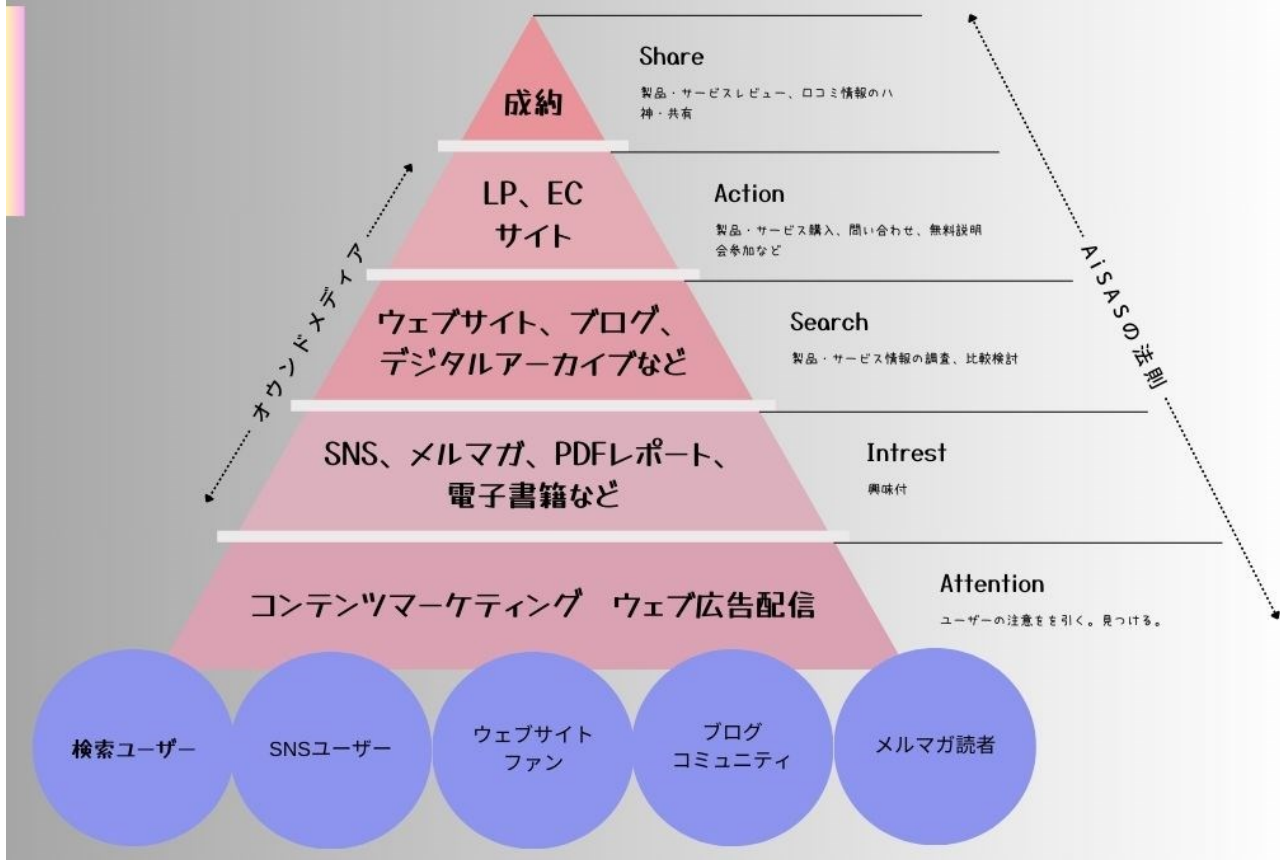 Share
製品・サービスレビュー、口コミ情報のハ
神・共有
成約
LP、EC
サイト
Action
製品・サービス購入、問い合わせ、無料説明
会参加など
ウェブサイト、ブログ、
デジタルアーカイブなど
Search
製品・サービス情報の調査、比較検討
SNS、メルマガ、PDFレポート、
電子書籍など
Intrest
興味付
コンテンツマーケティング ウェブ広告配信
Attention
ユーザーの注意をを引く。見つける。
オウンドメディア
AiSASの法則
検索ユーザー
SNSユーザー
ウェブサイト
ファン
ブログ
コミュニティ
メルマガ読者